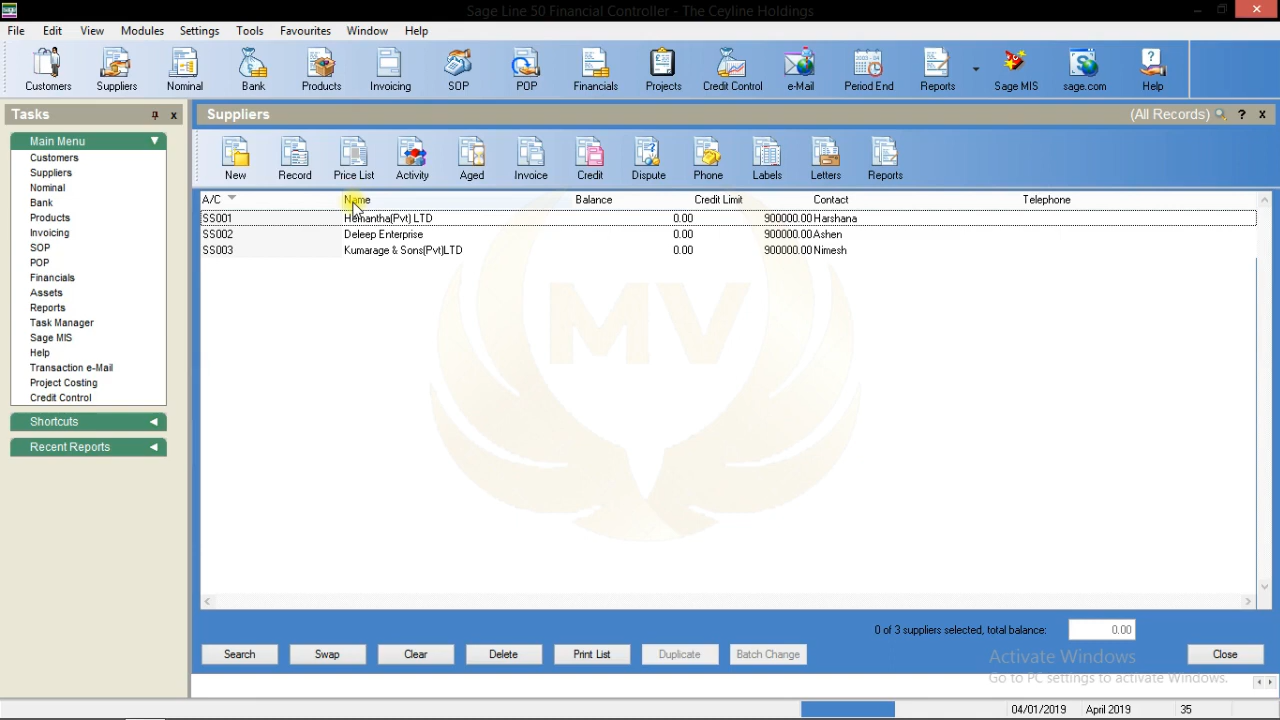 Sage Line 50 Financial Controller - The Ceyline Holdings
File Edit View Modules Settings Tools Favourites Window Help
Customers Suppliers Nominal Bank Products Invoicing SOP POP Financials Projects Credit Control e-Mail Period End Reports Sage MIS sage.com Help
Tasks
Main Menu
Customers
Suppliers
Nominal
Bank
Products
Invoicing
SOP
POP
Financials
Assets
Reports
Task Manager
Sage MIS
Help
Transaction e-Mail
Project Costing
Credit Control
Shortcuts
Recent Reports
Suppliers (All Records)
New Record Price List Activity Aged Invoice Credit Dispute Phone Labels Letters Reports
A/C Name Balance Credit Limit Contact Telephone
SS001 Hemantha(Pvt) LTD 0.00 900000.00 Harshana
SS002 Deleep Enterprise 0.00 900000.00 Ashen
SS003 Kumarage & Sons(Pvt)LTD 0.00 900000.00 Nimesh
MV
0 of 3 suppliers selected, total balance: 0.00
Search Swap Clear Delete Print List Duplicate Batch Change Close
Activate Windows
Go to PC settings to activate Windows.
04/01/2019 April 2019 35